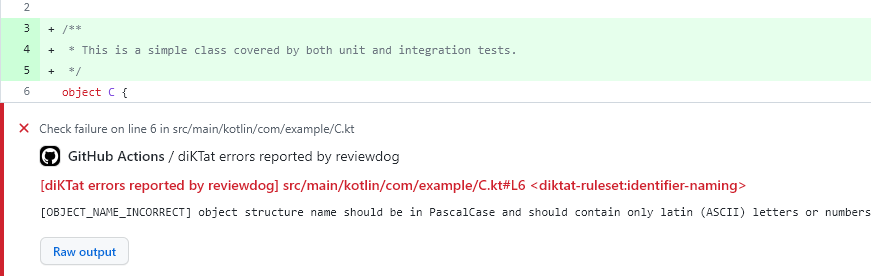 2
3 + /**
4 + * This is a simple class covered by both unit and integration tests.
5 + */
6 object C {
Check failure on line 6 in src/main/kotlin/com/example/C.kt
GitHub Actions / diKTat errors reported by reviewdog
[diKTat errors reported by reviewdog] src/main/kotlin/com/example/C.kt#L6 <diktat-ruleset:identifier-naming>
[OBJECT_NAME_INCORRECT] object structure name should be in PascalCase and should contain only latin (ASCII) letters or numbers
Raw output